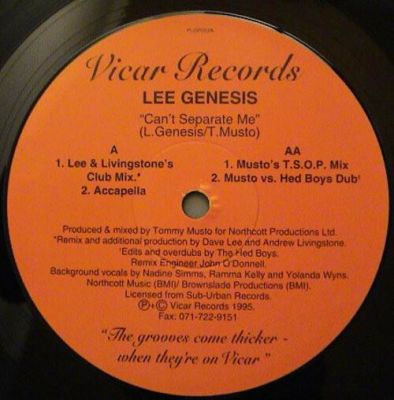 PLOP002A
Vicar Records
LEE GENESIS
"Can't Separate Me"
(L.Genesis/T.Musto)
A
1. Lee & Livingstone's
Club Mix.*
2. Accapella
AA
1. Musto's T.S.O.P. Mix
2. Musto vs. Hed Boys Dub†
Produced & mixed by Tommy Musto for Northcott Productions Ltd.
*Remix and additional production by Dave Lee and Andrew Livingstone.
†Edits and overdubs by The Hed Boys.
Remix Engineer John O'Donnell.
Background vocals by Nadine Simms, Ramma Kelly and Yolanda Wyns.
Northcott Music (BMI)/ Brownslade Productions (BMI).
Licensed from Sub-Urban Records.
℗+© Vicar Records 1995.
Fax: 071-722-9151
"The grooves come thicker -
when they're on Vicar"